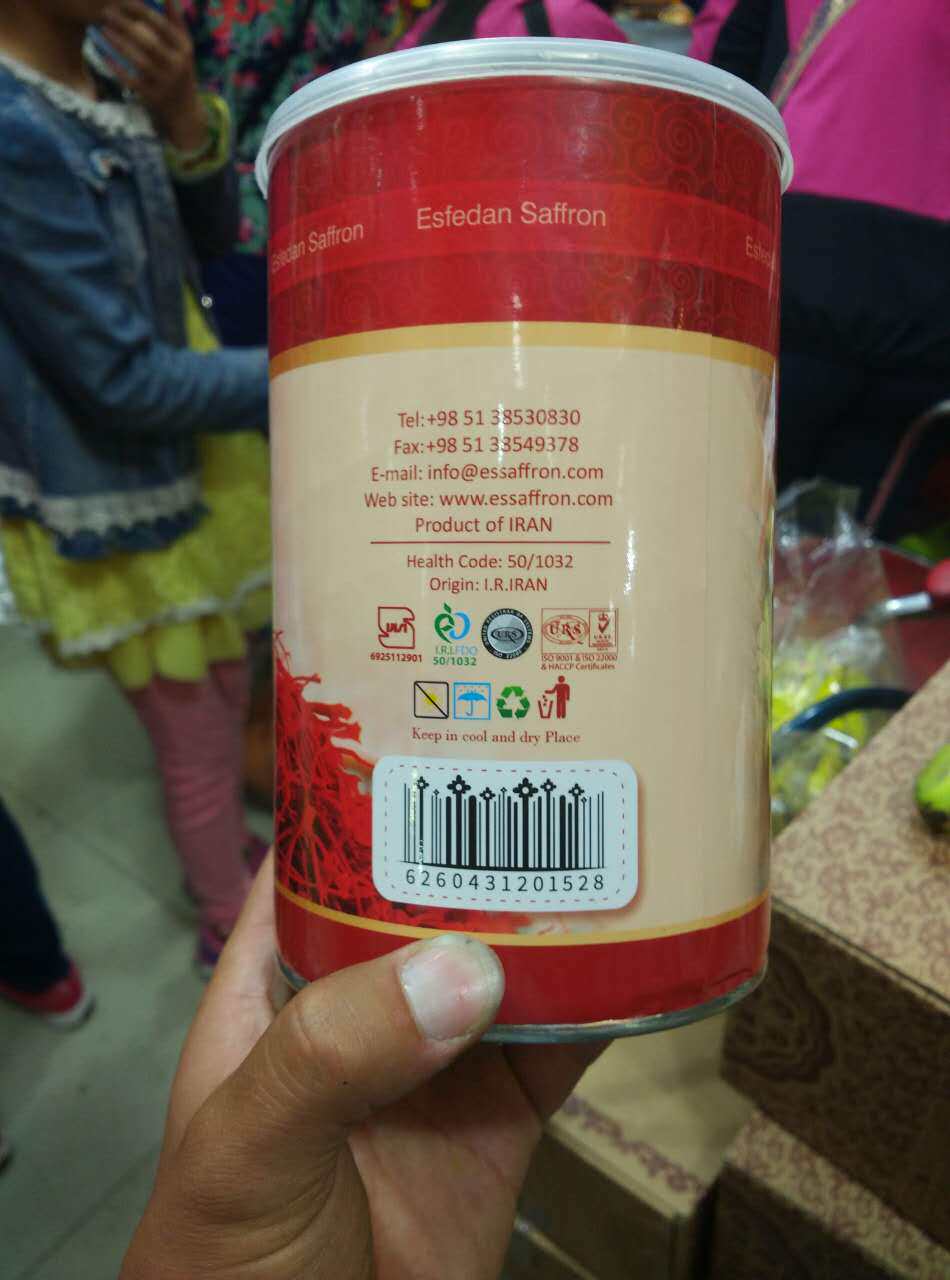 Esfedan Saffron
Esfedan Saffron
Tel:+98 51 38530830
Fax:+98 51 38549378
E-mail: info@essaffron.com
Web site: www.essaffron.com
Product of IRAN
Health Code: 50/1032
Origin: I.R.IRAN
6925112901
I.R.I.FDO
50/1032
URS
URS
ISO 9001 & ISO 22000
& HACCP Certificates
Keep in cool and dry Place
6260431201528